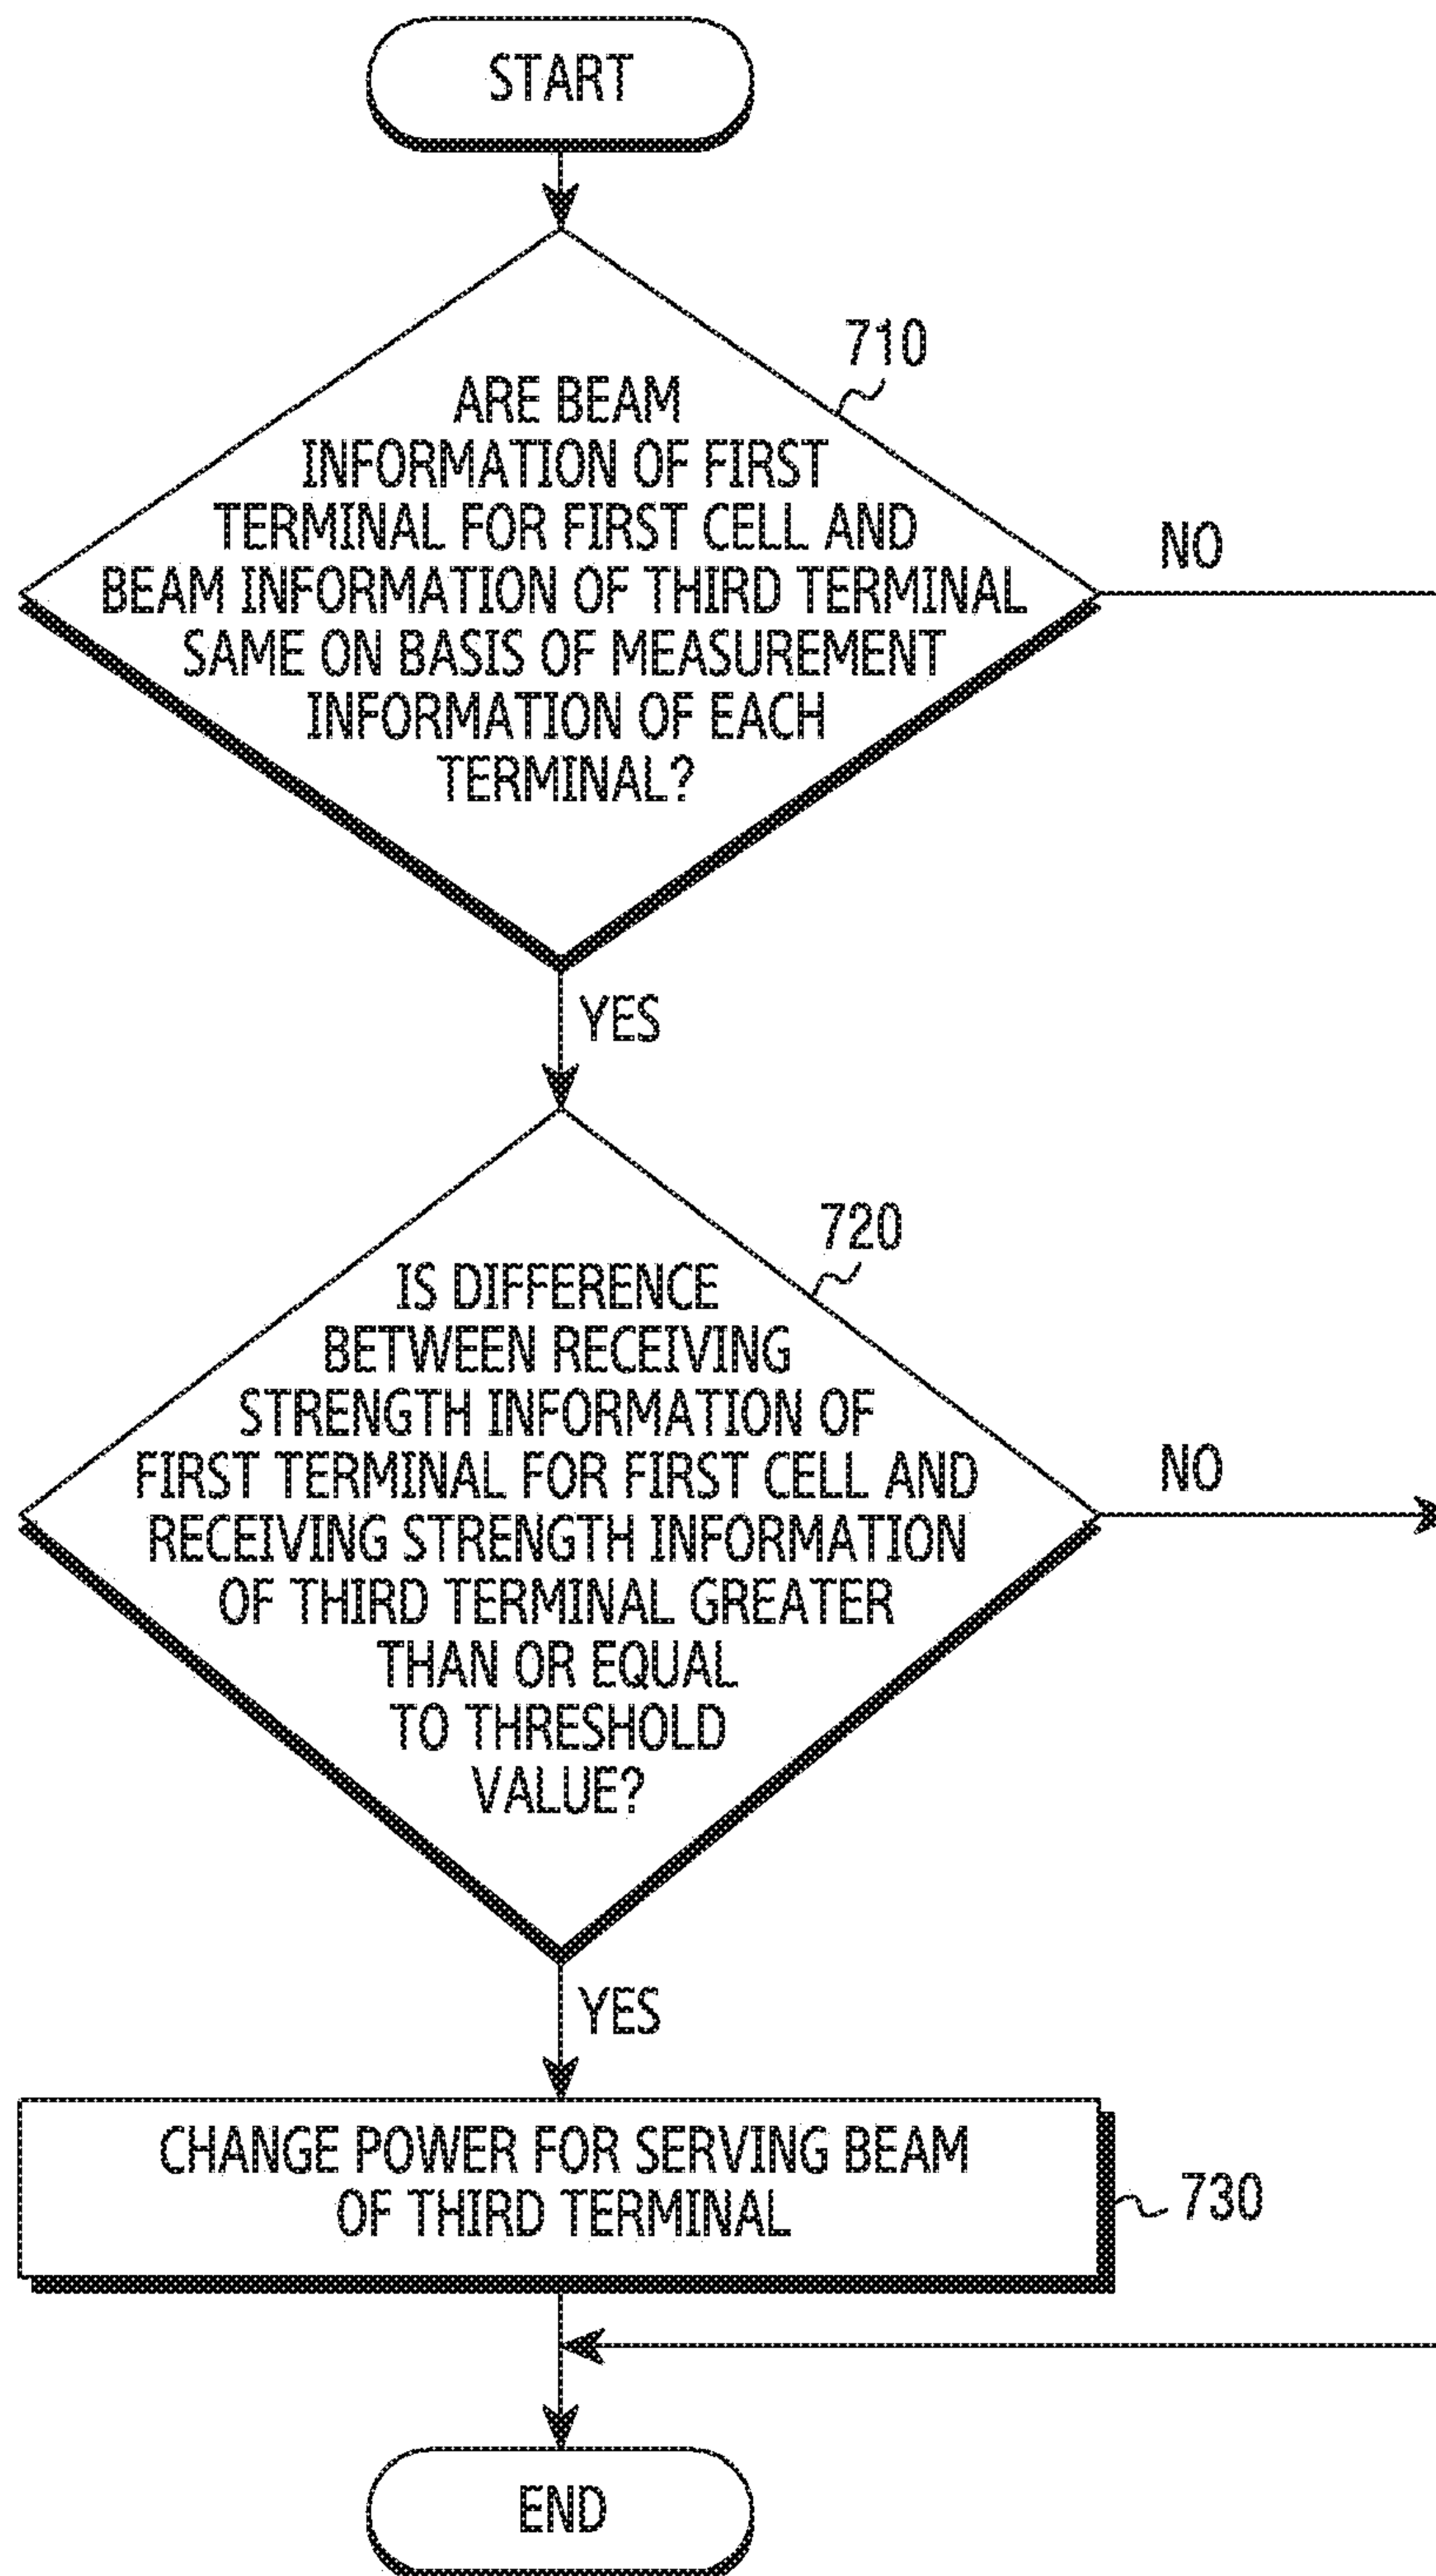 START
710
ARE BEAM
INFORMATION OF FIRST
TERMINAL FOR FIRST CELL AND
BEAM INFORMATION OF THIRD TERMINAL
SAME ON BASIS OF MEASUREMENT
INFORMATION OF EACH
TERMINAL?
NO
YES
720
IS DIFFERENCE
BETWEEN RECEIVING
STRENGTH INFORMATION OF
FIRST TERMINAL FOR FIRST CELL AND
RECEIVING STRENGTH INFORMATION
OF THIRD TERMINAL GREATER
THAN OR EQUAL
TO THRESHOLD
VALUE?
NO
YES
CHANGE POWER FOR SERVING BEAM
OF THIRD TERMINAL
730
END